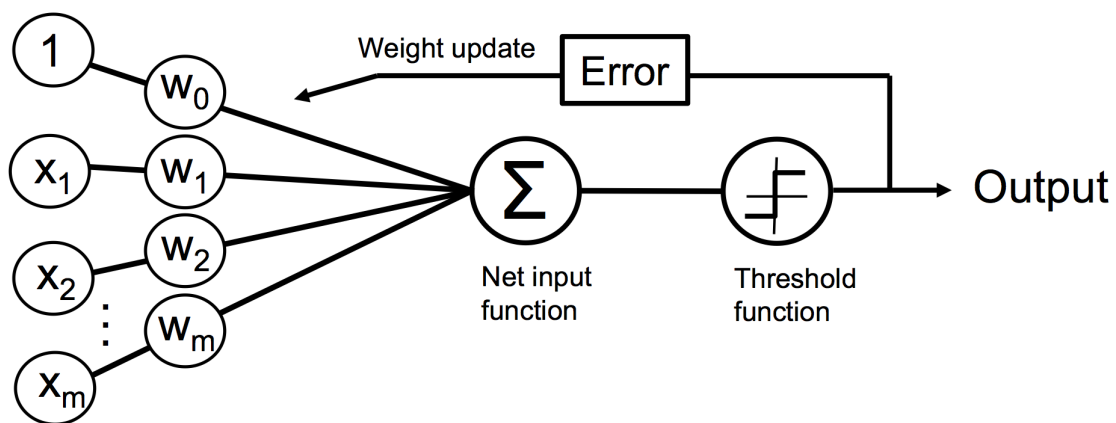 1
Weight update
Error
w0
x1
w1
Σ
Output
x2
w2
⋮
wm
xm
Net input
function
Threshold
function